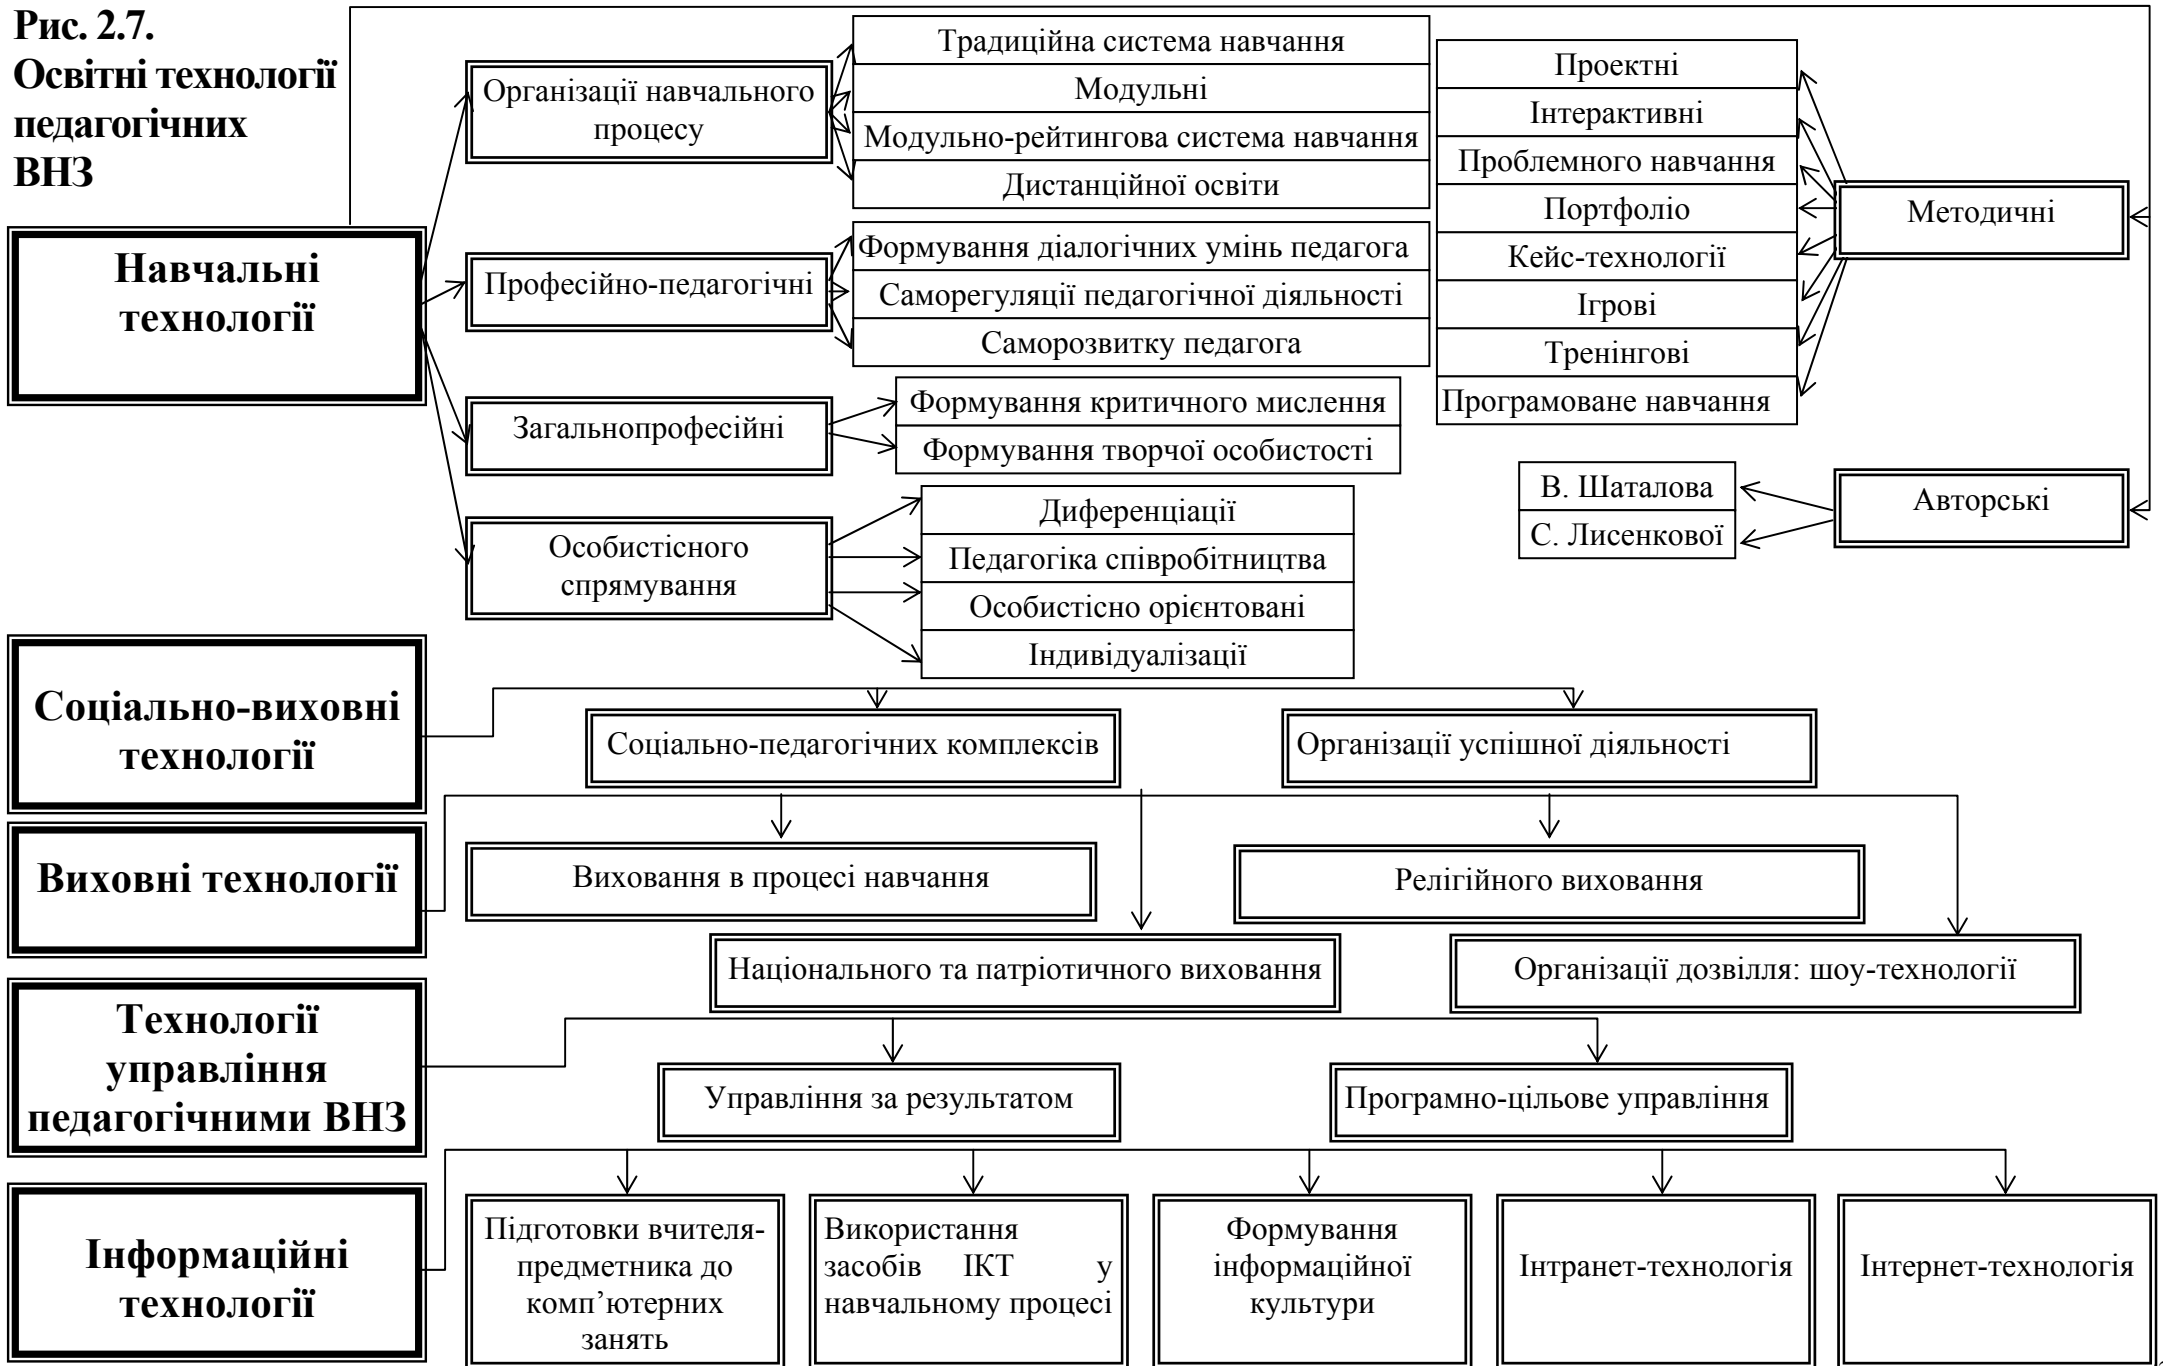 Рис. 2.7.
Освітні технології
педагогічних
ВНЗ
Навчальні
технології
Організації навчального
процесу
Традиційна система навчання
Модульні
Модульно-рейтингова система навчання
Дистанційної освіти
Професійно-педагогічні
Формування діалогічних умінь педагога
Саморегуляції педагогічної діяльності
Саморозвитку педагога
Загальнопрофесійні
Формування критичного мислення
Формування творчої особистості
Особистісного
спрямування
Диференціації
Педагогіка співробітництва
Особистісно орієнтовані
Індивідуалізації
Проектні
Інтерактивні
Проблемного навчання
Портфоліо
Кейс-технології
Ігрові
Тренінгові
Програмоване навчання
Методичні
В. Шаталова
С. Лисенкової
Авторські
Соціально-виховні
технології
Соціально-педагогічних комплексів
Організації успішної діяльності
Виховні технології
Виховання в процесі навчання
Релігійного виховання
Національного та патріотичного виховання
Організації дозвілля: шоу-технології
Технології
управління
педагогічними ВНЗ
Управління за результатом
Програмно-цільове управління
Інформаційні
технології
Підготовки вчителя-
предметника до
комп’ютерних
занять
Використання
засобів ІКТ у
навчальному процесі
Формування
інформаційної
культури
Інтранет-технологія
Інтернет-технологія